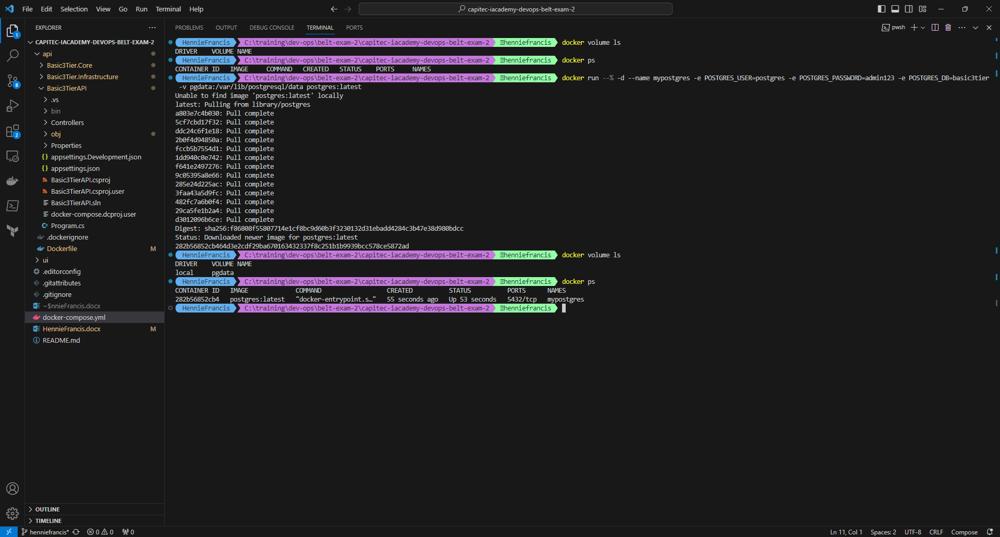 File Edit Selection View Go Run Terminal Help
capitec-iacademy-devops-belt-exam-2
EXPLORER
CAPITEC-IACADEMY-DEVOPS-BELT-EXAM-2
api
Basic3Tier.Core
Basic3Tier.Infrastructure
Basic3TierAPI
.vs
bin
Controllers
obj
Properties
{} appsettings.Development.json
{} appsettings.json
Basic3TierAPI.csproj
Basic3TierAPI.csproj.user
Basic3TierAPI.sln
docker-compose.dcproj.user
Program.cs
.dockerignore
Dockerfile M
ui
.editorconfig
.gitattributes
.gitignore
~$nnieFrancis.docx
docker-compose.yml
HennieFrancis.docx M
README.md
OUTLINE
TIMELINE
1
8
2
PROBLEMS OUTPUT DEBUG CONSOLE TERMINAL PORTS
pwsh
HennieFrancis C:\training\dev-ops\belt-exam-2\capitec-iacademy-devops-belt-exam-2 henniefrancis docker volume ls
DRIVER VOLUME NAME
HennieFrancis C:\training\dev-ops\belt-exam-2\capitec-iacademy-devops-belt-exam-2 henniefrancis docker ps
CONTAINER ID IMAGE COMMAND CREATED STATUS PORTS NAMES
HennieFrancis C:\training\dev-ops\belt-exam-2\capitec-iacademy-devops-belt-exam-2 henniefrancis docker run --% -d --name mypostgres -e POSTGRES_USER=postgres -e POSTGRES_PASSWORD=admin123 -e POSTGRES_DB=basic3tier
-v pgdata:/var/lib/postgresql/data postgres:latest
Unable to find image 'postgres:latest' locally
latest: Pulling from library/postgres
a803e7c4b030: Pull complete
5cf7cbd17f32: Pull complete
ddc24c6f1e18: Pull complete
2b0f4d94850a: Pull complete
fccb5b7554d1: Pull complete
1dd940c0e742: Pull complete
f641e2497276: Pull complete
9c05395a8e66: Pull complete
285e24d225ac: Pull complete
3faa43a5d9fc: Pull complete
482fc7a6b0f4: Pull complete
29ca5fe1b2a4: Pull complete
d3012096b6ce: Pull complete
Digest: sha256:f86808f55807714e1cf8bc9d60b3f3230132d31ebadd4284c3b47e38d980bdcc
Status: Downloaded newer image for postgres:latest
282b56852cb464d3e2cdf29ba670163432337f8c251b1b9939bcc578ce5872ad
HennieFrancis C:\training\dev-ops\belt-exam-2\capitec-iacademy-devops-belt-exam-2 henniefrancis docker volume ls
DRIVER VOLUME NAME
local pgdata
HennieFrancis C:\training\dev-ops\belt-exam-2\capitec-iacademy-devops-belt-exam-2 henniefrancis docker ps
CONTAINER ID IMAGE COMMAND CREATED STATUS PORTS NAMES
282b56852cb4 postgres:latest "docker-entrypoint.s…" 55 seconds ago Up 53 seconds 5432/tcp mypostgres
HennieFrancis C:\training\dev-ops\belt-exam-2\capitec-iacademy-devops-belt-exam-2 henniefrancis
henniefrancis* 0 0 0 Ln 11, Col 1 Spaces: 2 UTF-8 CRLF Compose